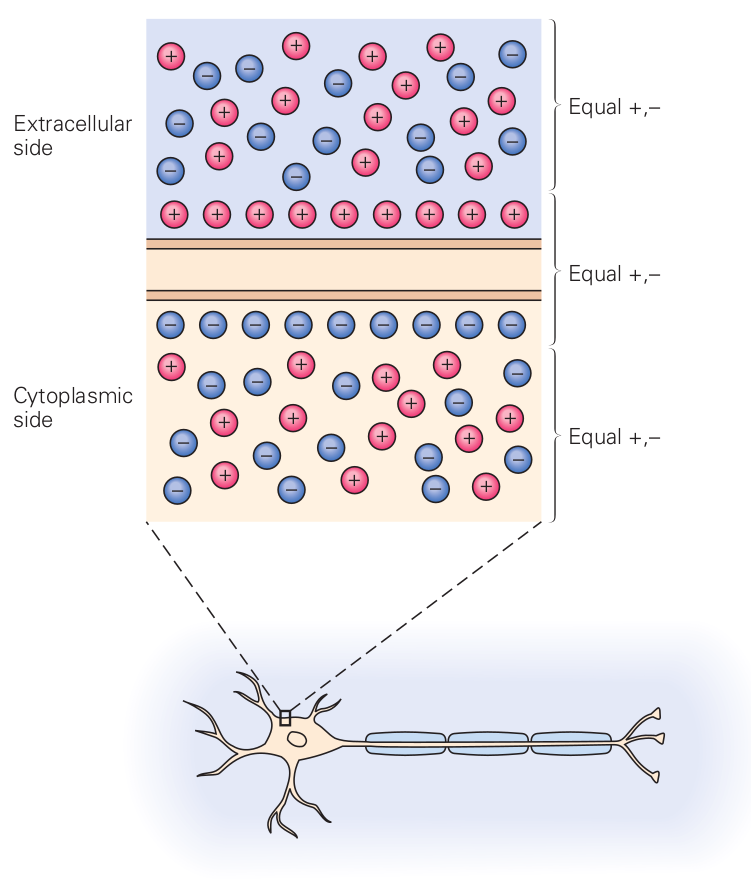 Equal +,–
Extracellular
side
Equal +,–
Cytoplasmic
side
Equal +,–